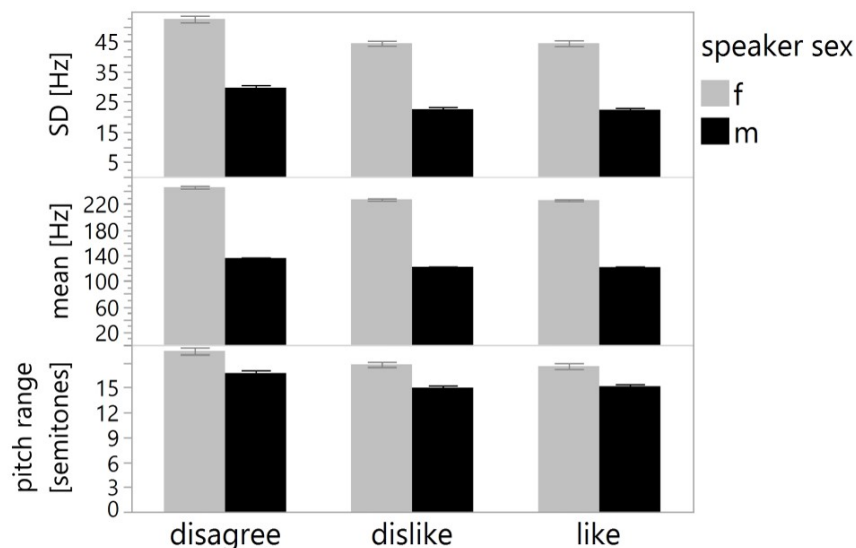 SD [Hz]
45
35
25
15
5
mean [Hz]
220
180
140
100
60
20
pitch range
[semitones]
15
12
9
6
3
0
disagree dislike like
speaker sex
f
m